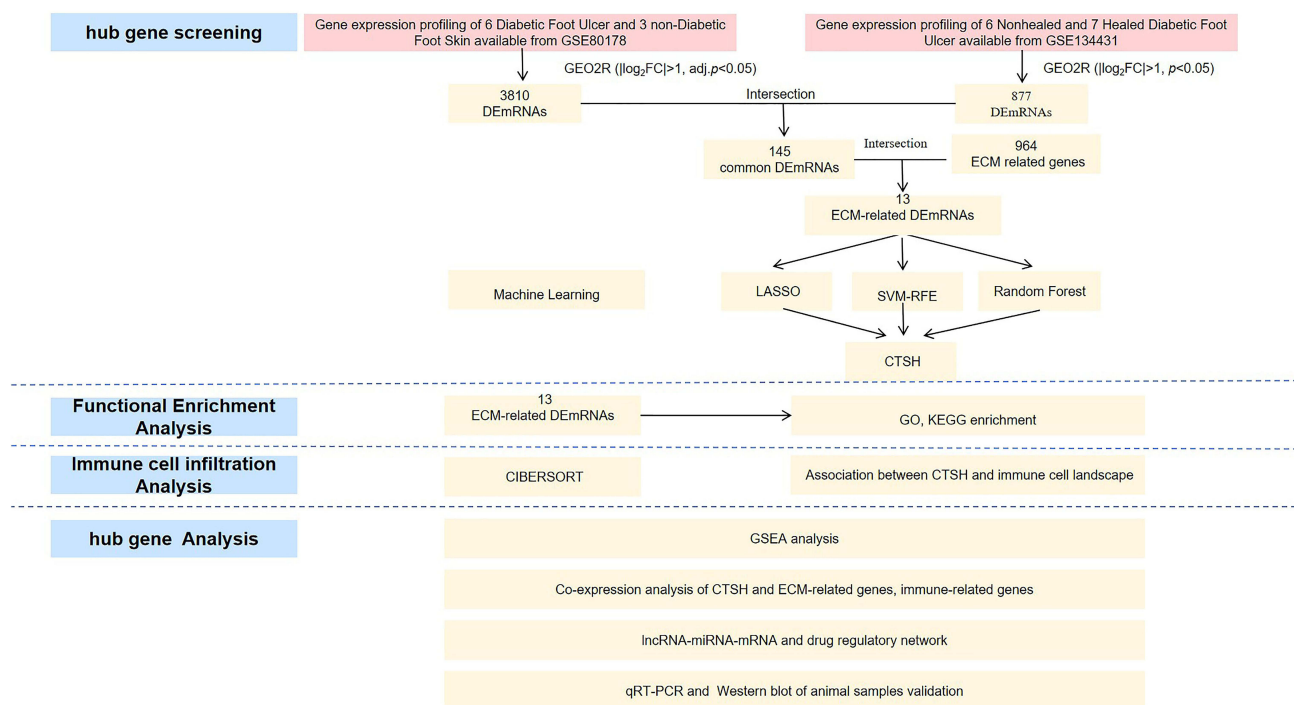 hub gene screening
Gene expression profiling of 6 Diabetic Foot Ulcer and 3 non-Diabetic
Foot Skin available from GSE80178
Gene expression profiling of 6 Nonhealed and 7 Healed Diabetic Foot
Ulcer available from GSE134431
GEO2R (|log₂FC|>1, adj.p<0.05)
GEO2R (|log₂FC|>1, p<0.05)
3810
DEmRNAs
Intersection
877
DEmRNAs
145
common DEmRNAs
Intersection
964
ECM related genes
13
ECM-related DEmRNAs
Machine Learning
LASSO
SVM-RFE
Random Forest
CTSH
Functional Enrichment
Analysis
13
ECM-related DEmRNAs
GO, KEGG enrichment
Immune cell infiltration
Analysis
CIBERSORT
Association between CTSH and immune cell landscape
hub gene Analysis
GSEA analysis
Co-expression analysis of CTSH and ECM-related genes, immune-related genes
lncRNA-miRNA-mRNA and drug regulatory network
qRT-PCR and Western blot of animal samples validation